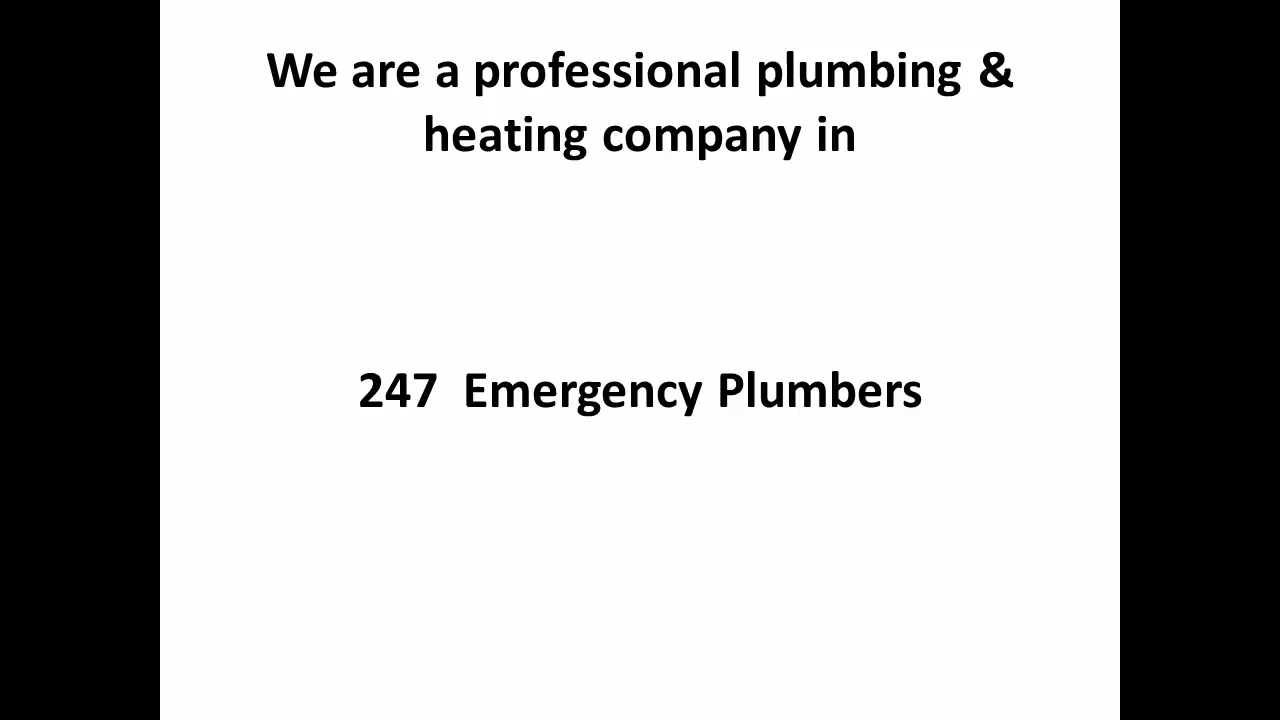 We are a professional plumbing &
heating company in
247  Emergency Plumbers